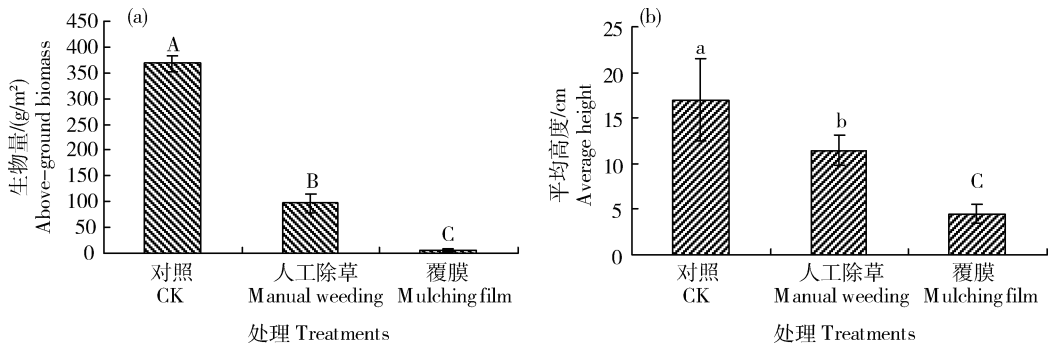 (a)
生物量/(g/m²)
Above-ground biomass
450
400
350
300
250
200
150
100
50
0
A
B
C
对照
CK
人工除草
Manual weeding
覆膜
Mulching film
处理 Treatments
(b)
平均高度/cm
Average height
25
20
15
10
5
0
a
b
C
对照
CK
人工除草
Manual weeding
覆膜
Mulching film
处理 Treatments